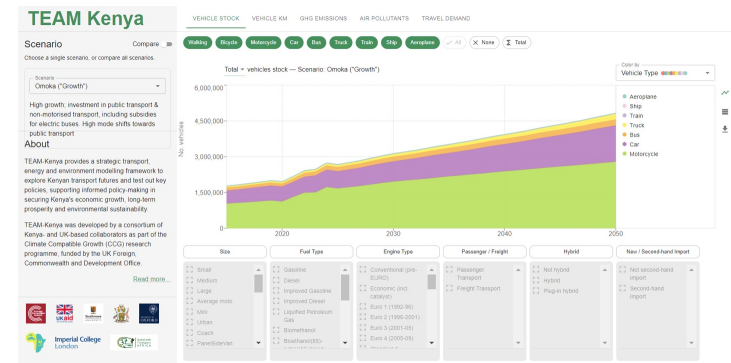 TEAM Kenya
VEHICLE STOCK
VEHICLE KM
GHG EMISSIONS
AIR POLLUTANTS
TRAVEL DEMAND
Scenario
Compare
Choose a single scenario, or compare all scenarios.
Scenario
Omoka ("Growth")
High growth; investment in public transport &
non-motorised transport, including subsidies
for electric buses. High mode shifts towards
public transport
About
TEAM-Kenya provides a strategic transport,
energy and environment modeling framework to
explore Kenyan transport futures and test out key
policies, supporting informed policy-making in
securing Kenya's economic growth, long-term
prosperity and environmental sustainability.
TEAM-Kenya was developed by a consortium of
Kenya- and UK-based collaborators as part of the
Climate Compatible Growth (CCG) research
programme, funded by the UK Foreign,
Commonwealth and Development Office.
Read more...
UKaid
Imperial College
London
Walking
Bicycle
Motorcycle
Car
Bus
Truck
Train
Ship
Aeroplane
All
None
Total
Total vehicles stock — Scenario: Omoka ("Growth")
Color by
Vehicle Type
No. vehicles
6,000,000
4,500,000
3,000,000
1,500,000
0
2020
2030
2040
2050
Aeroplane
Ship
Train
Truck
Bus
Car
Motorcycle
Size
Small
Medium
Large
Average moto
Mini
Urban
Coach
Panel/Sidevan
Fuel Type
Gasoline
Diesel
Improved Gasoline
Improved Diesel
Liquified Petroleum
Gas
Biomethanol
Engine Type
Conventional (pre-
EURO)
Economic (incl.
catalyst)
Euro 1 (1992-96)
Euro 2 (1996-2001)
Euro 3 (2001-05)
Euro 4 (2005-09)
Passenger / Freight
Passenger
Transport
Freight Transport
Hybrid
Not hybrid
Hybrid
Plug-in hybrid
New / Second-hand Import
Not second-hand
import
Second-hand
import